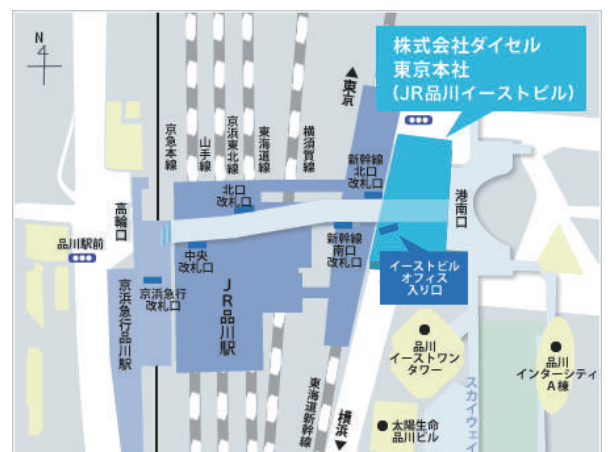 N
株式会社ダイセル
東京本社
（JR品川イーストビル）
東京
京急本線
山手線
京浜東北線
東海道線
横須賀線
新幹線
北口
改札口
北口
改札口
高輪口
港南口
品川駅前
中央
改札口
新幹線
南口
改札口
イーストビル
オフィス
入り口
京浜急行
改札口
京浜急行品川駅
JR品川駅
品川
イーストワン
タワー
品川
インターシティ
A棟
スカイウェイ
東海道新幹線
横浜
太陽生命
品川ビル